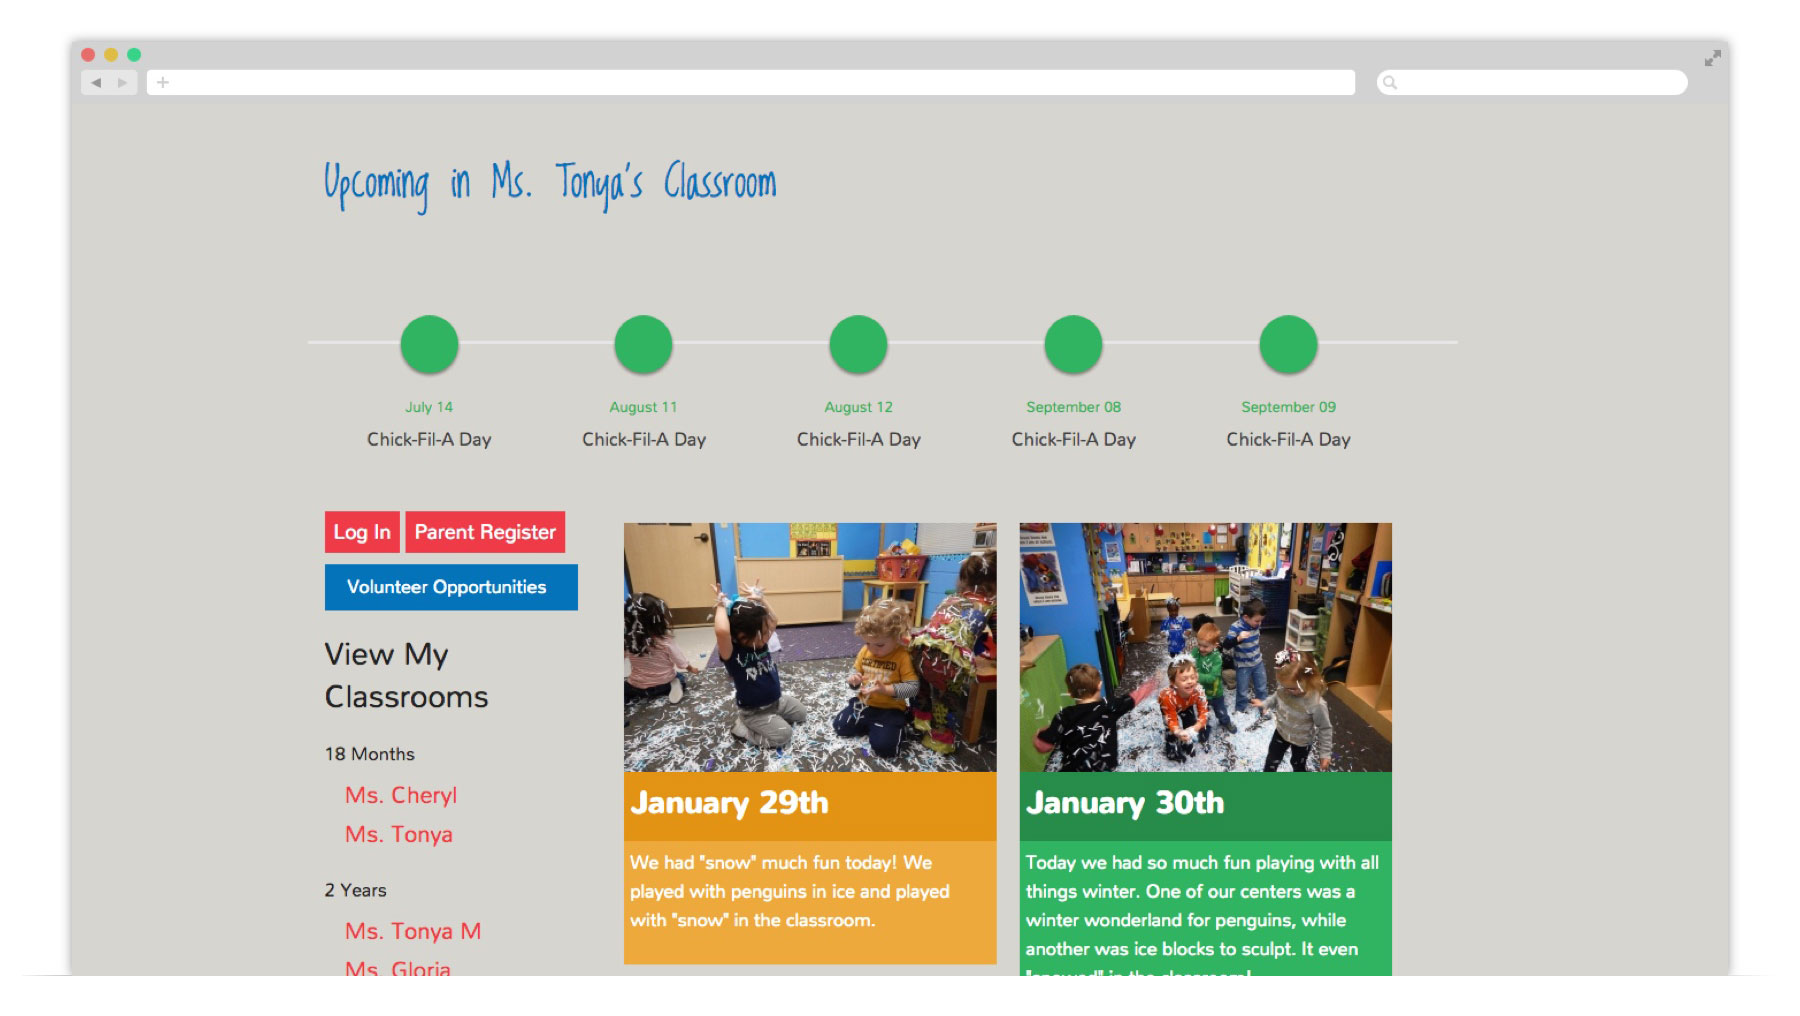 Upcoming in Ms. Tonya's Classroom
July 14
August 11
August 12
September 08
September 09
Chick-Fil-A Day
Chick-Fil-A Day
Chick-Fil-A Day
Chick-Fil-A Day
Chick-Fil-A Day
Log In
Parent Register
Volunteer Opportunities
View My
Classrooms
18 Months
Ms. Cheryl
Ms. Tonya
2 Years
Ms. Tonya M
Ms. Gloria
CERTIFIED
January 29th
We had "snow" much fun today! We
played with penguins in ice and played
with "snow" in the classroom.
January 30th
Today we had so much fun playing with all
things winter. One of our centers was a
winter wonderland for penguins, while
another was ice blocks to sculpt. It even
"snowed" in the classroom!